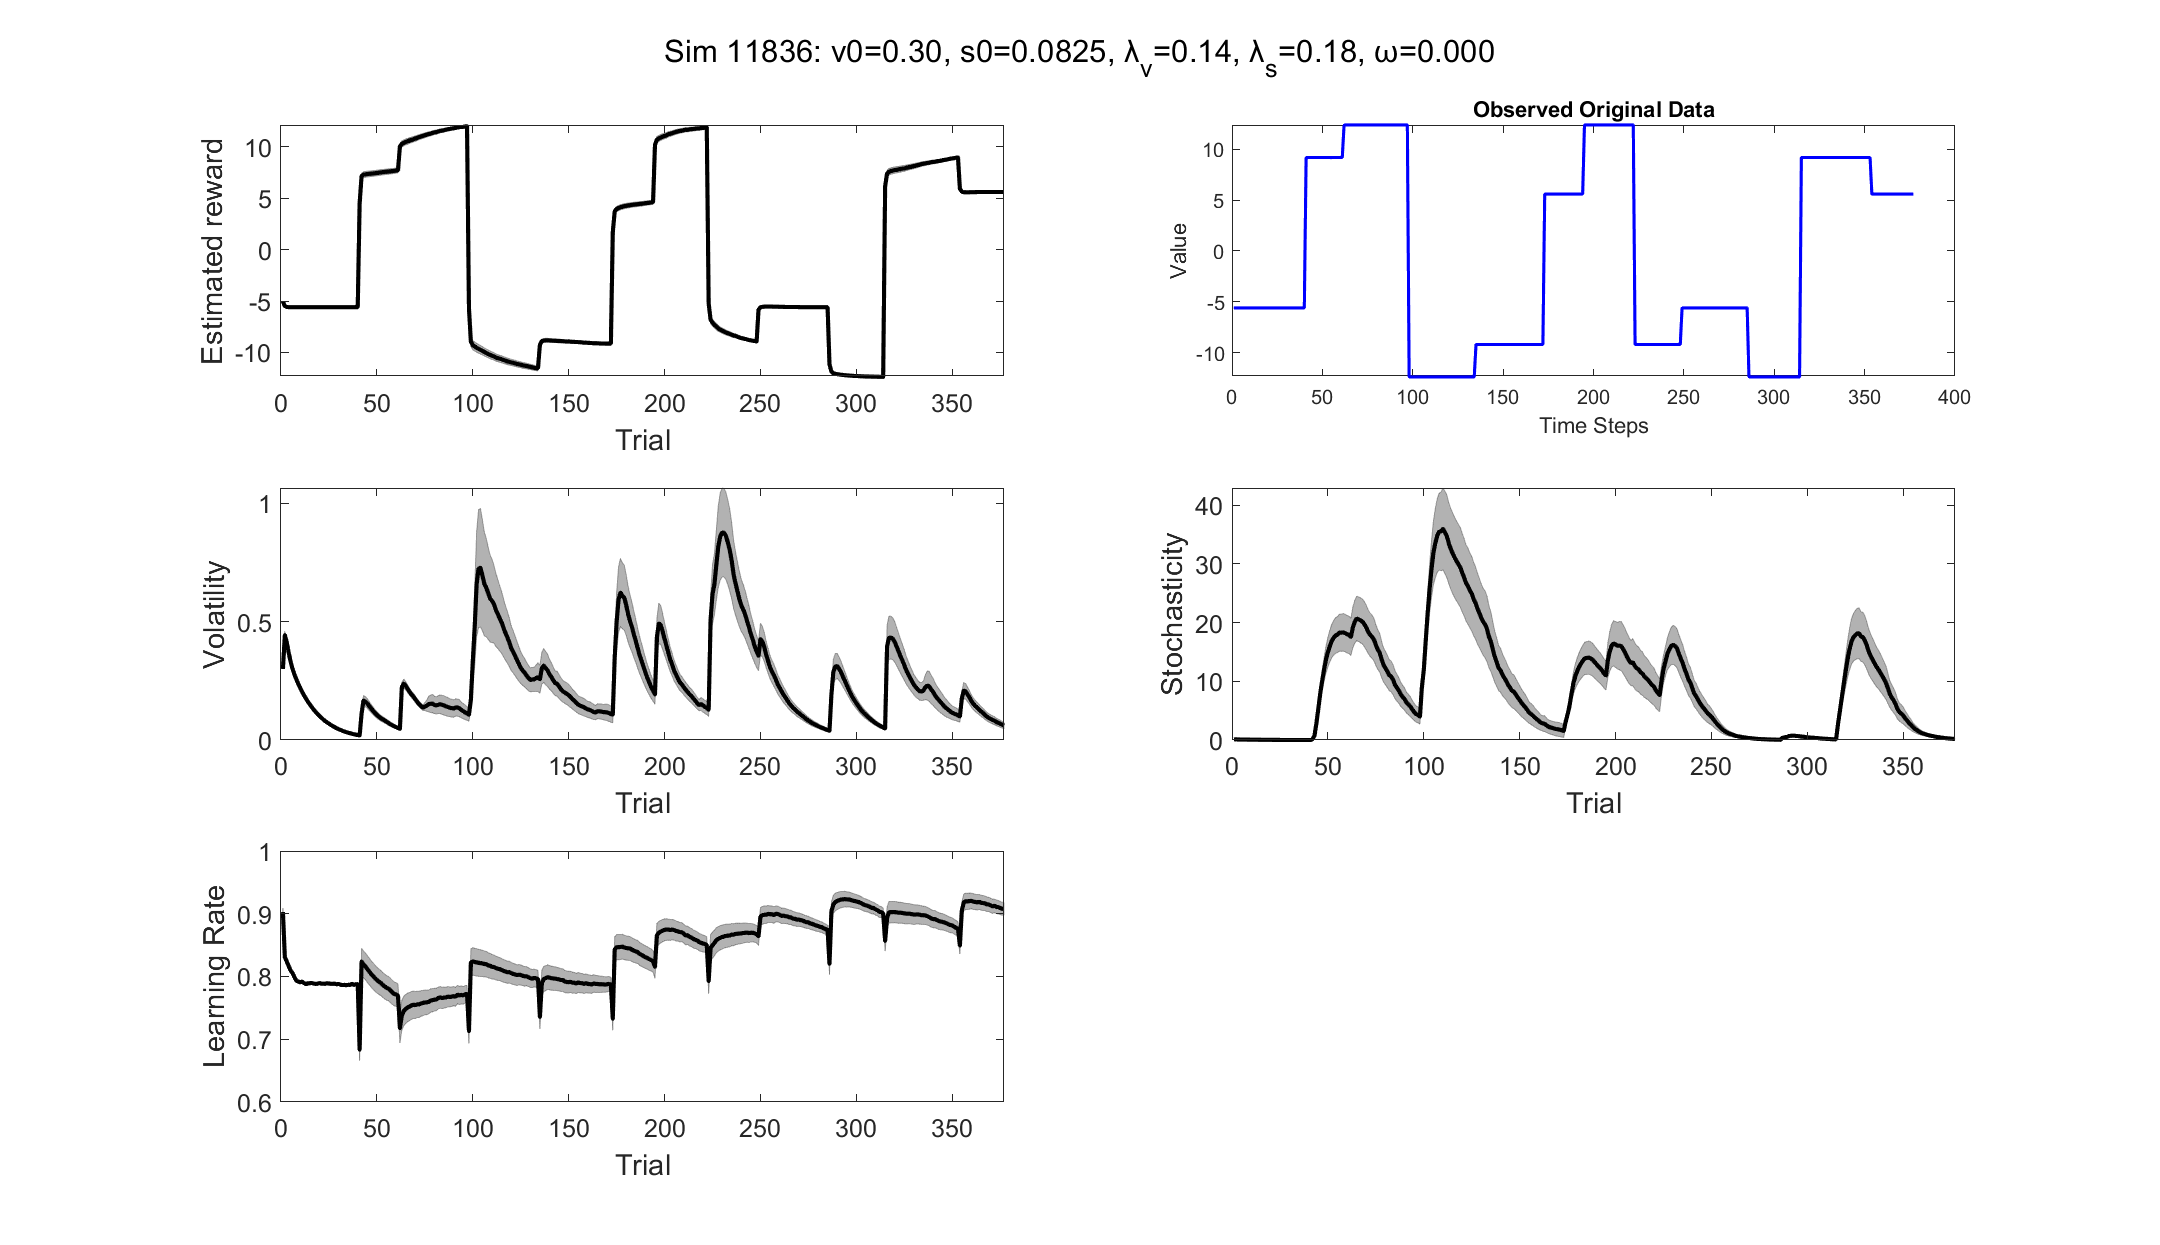 Sim 11836: v0=0.30, s0=0.0825, λv=0.14, λs=0.18, ω=0.000
Estimated reward
10
5
0
-5
-10
0 50 100 150 200 250 300 350
Trial
Observed Original Data
Value
10
5
0
-5
-10
0 50 100 150 200 250 300 350 400
Time Steps
Volatility
1
0.5
0
0 50 100 150 200 250 300 350
Trial
Stochasticity
40
30
20
10
0
0 50 100 150 200 250 300 350
Trial
Learning Rate
1
0.9
0.8
0.7
0.6
0 50 100 150 200 250 300 350
Trial